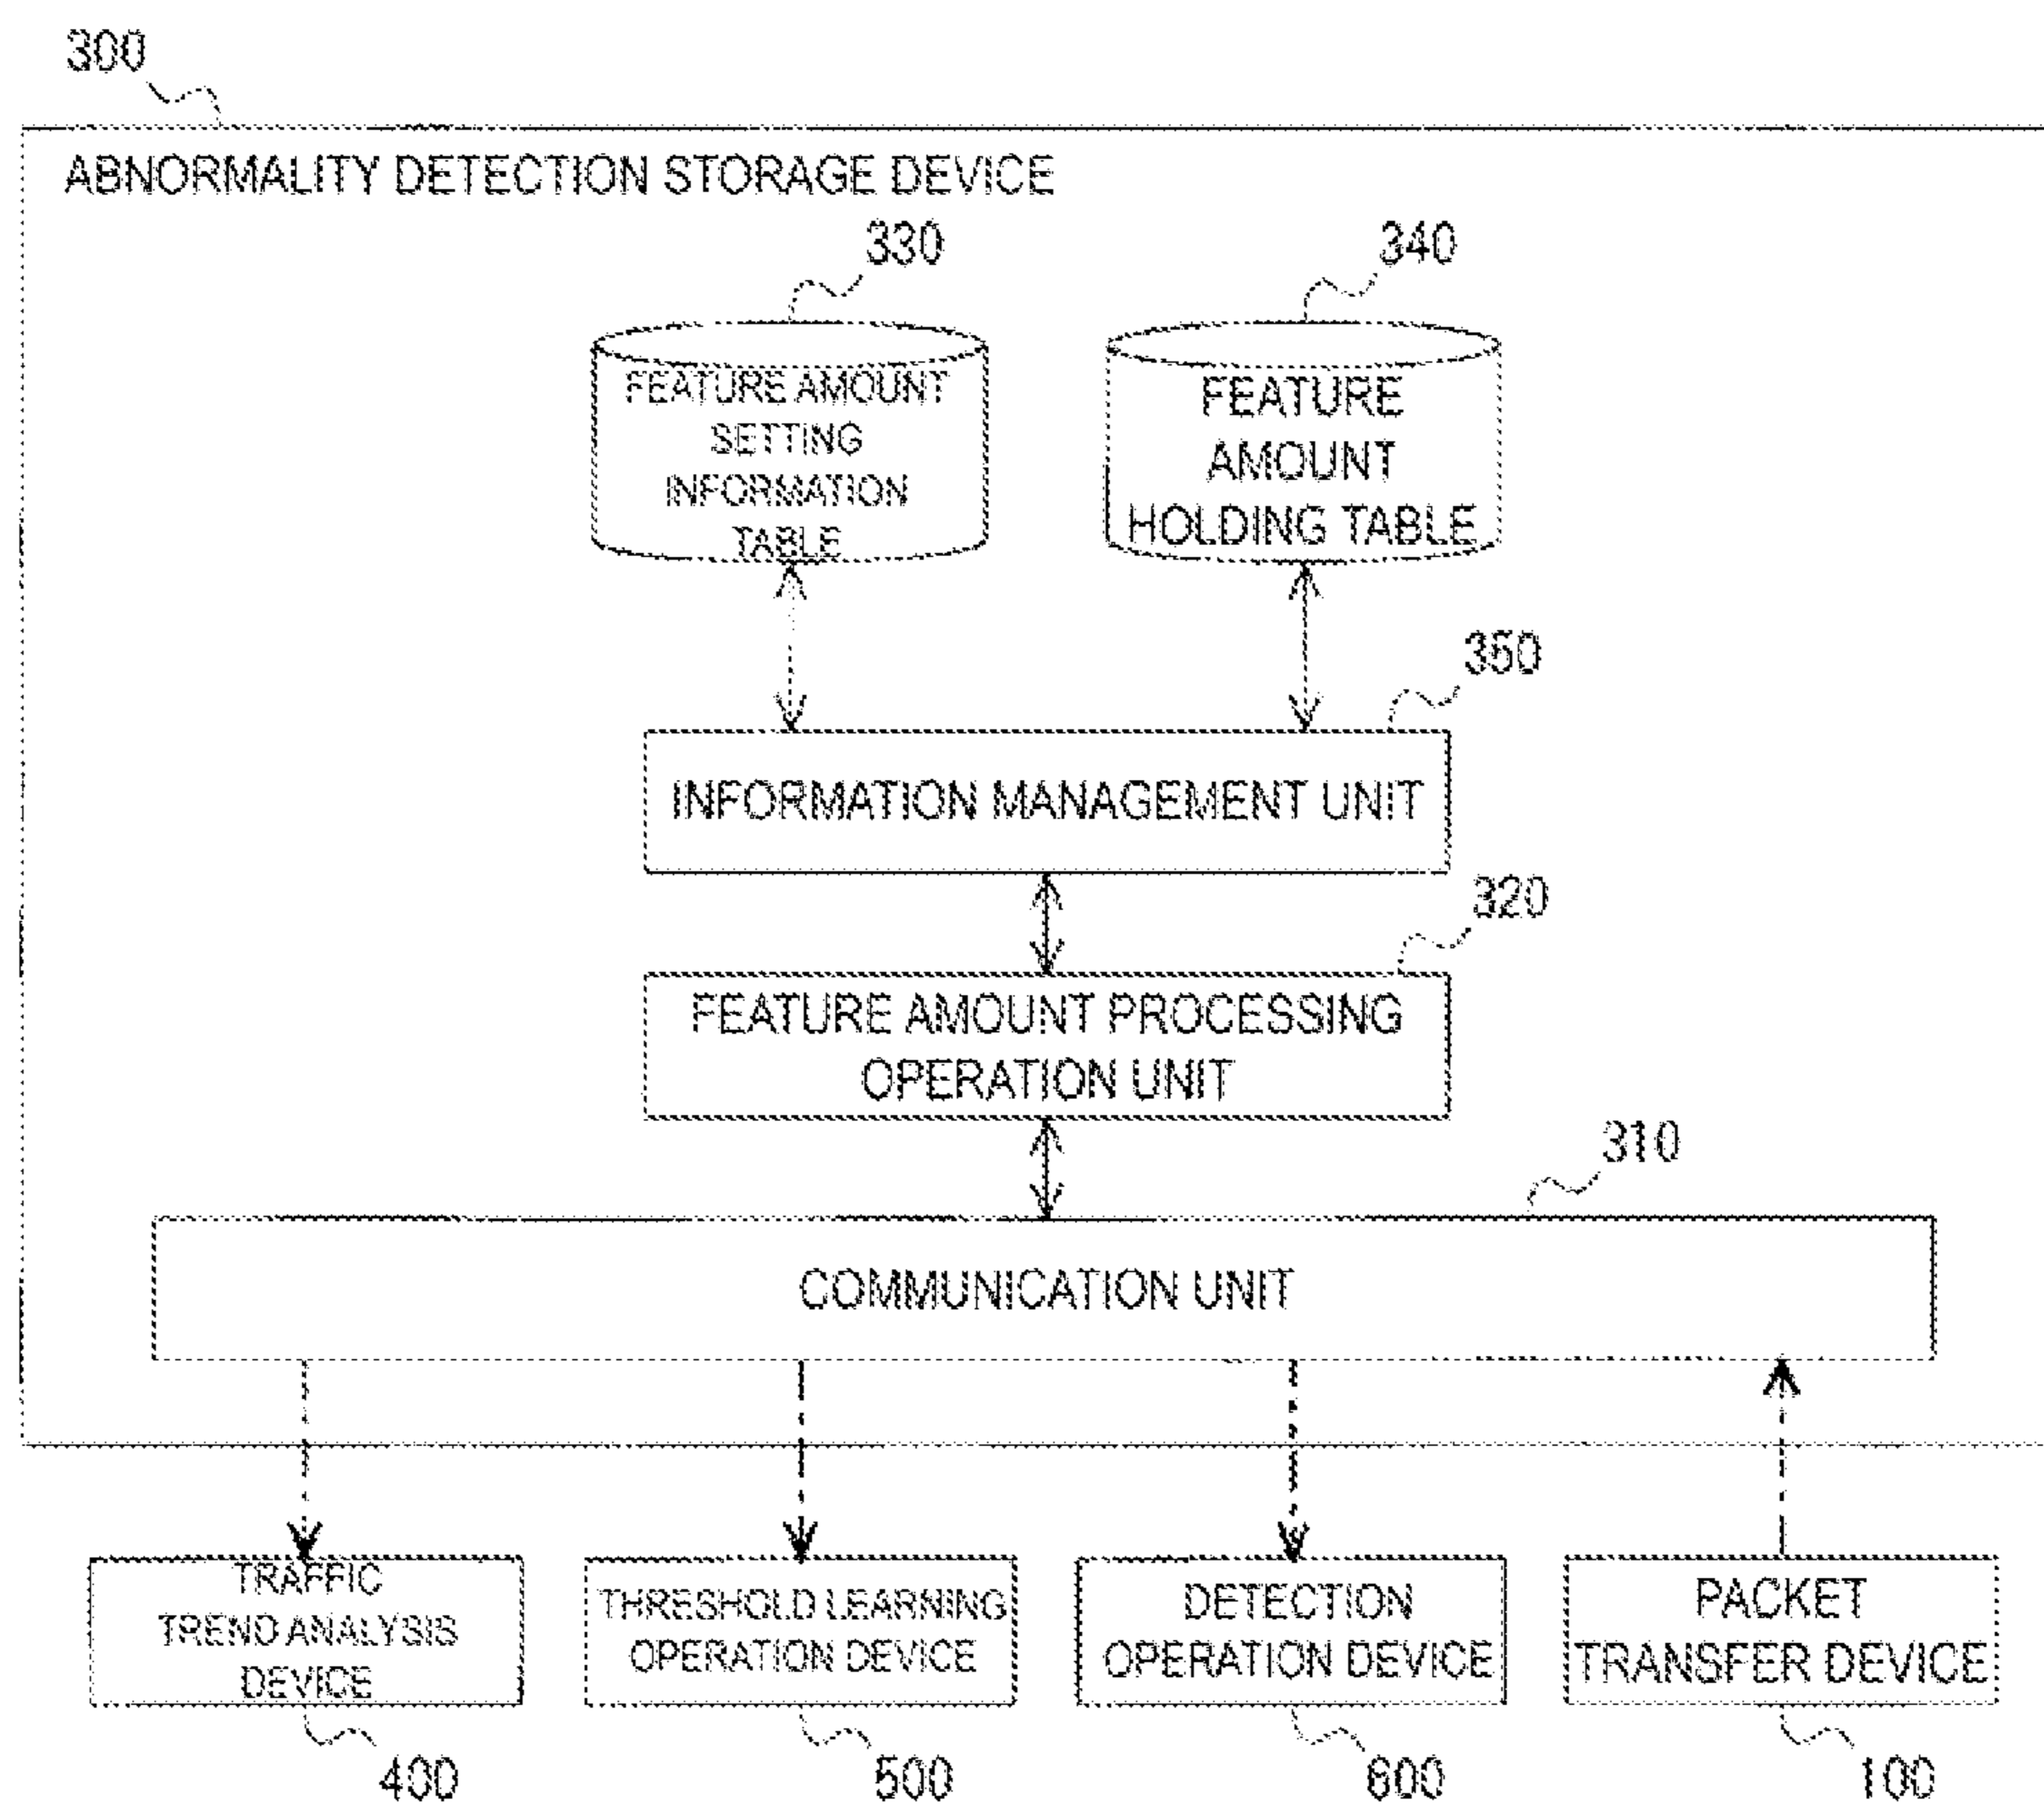 300
ABNORMALITY DETECTION STORAGE DEVICE
330
340
FEATURE AMOUNT
SETTING
INFORMATION
TABLE
FEATURE
AMOUNT
HOLDING TABLE
350
INFORMATION MANAGEMENT UNIT
320
FEATURE AMOUNT PROCESSING
OPERATION UNIT
310
COMMUNICATION UNIT
TRAFFIC
TREND ANALYSIS
DEVICE
THRESHOLD LEARNING
OPERATION DEVICE
DETECTION
OPERATION DEVICE
PACKET
TRANSFER DEVICE
400
500
600
100